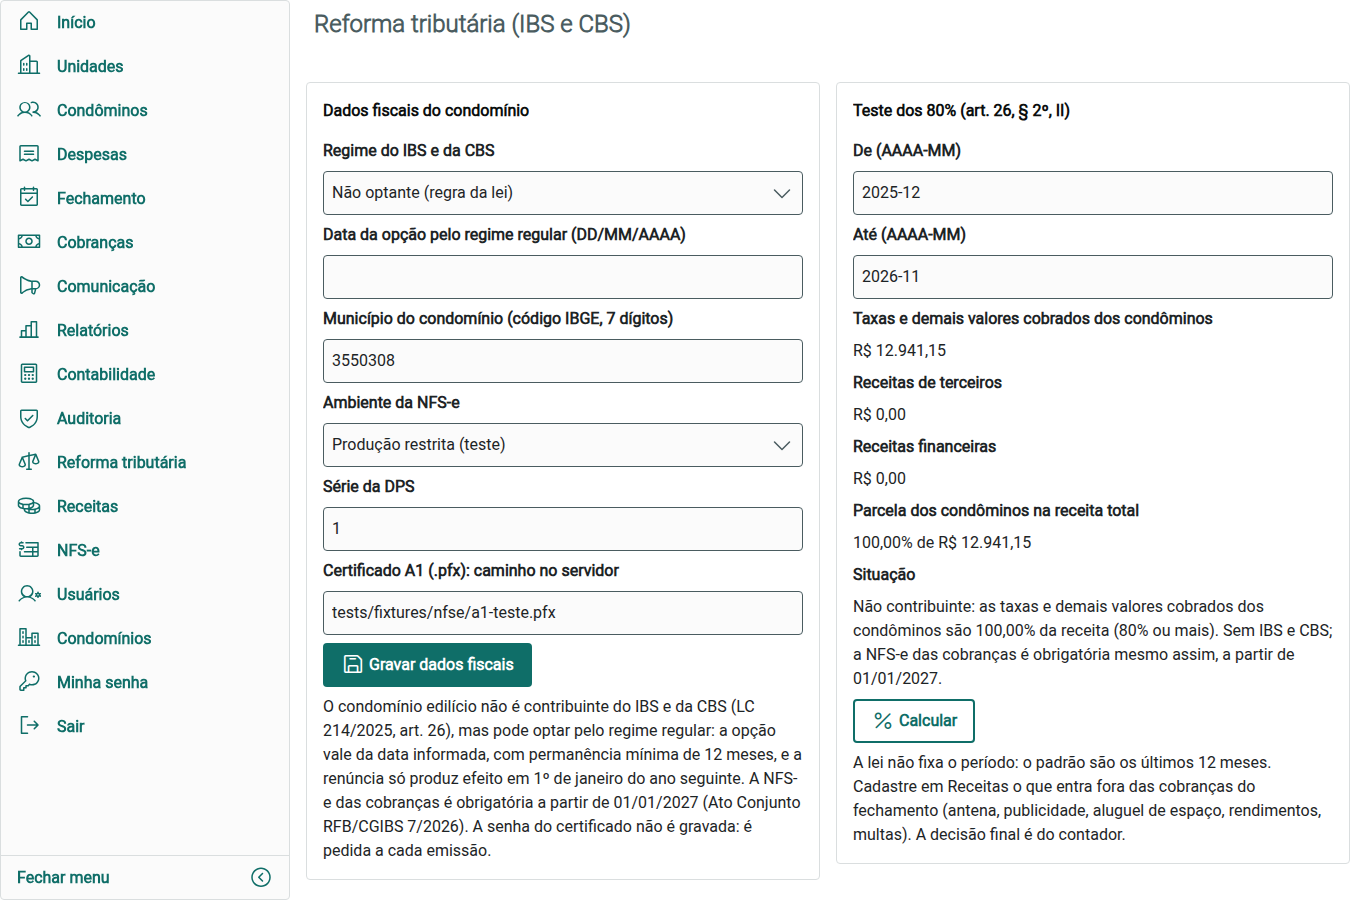 Início
Unidades
Condôminos
Despesas
Fechamento
Cobranças
Comunicação
Relatórios
Contabilidade
Auditoria
Reforma tributária
Receitas
NFS-e
Usuários
Condomínios
Minha senha
Sair
Fechar menu
Reforma tributária (IBS e CBS)
Dados fiscais do condomínio
Regime do IBS e da CBS
Não optante (regra da lei)
Data da opção pelo regime regular (DD/MM/AAAA)
Município do condomínio (código IBGE, 7 dígitos)
3550308
Ambiente da NFS-e
Produção restrita (teste)
Série da DPS
1
Certificado A1 (.pfx): caminho no servidor
tests/fixtures/nfse/a1-teste.pfx
Gravar dados fiscais
O condomínio edilício não é contribuinte do IBS e da CBS (LC
214/2025, art. 26), mas pode optar pelo regime regular: a opção
vale da data informada, com permanência mínima de 12 meses, e a
renúncia só produz efeito em 1º de janeiro do ano seguinte. A NFS-
e das cobranças é obrigatória a partir de 01/01/2027 (Ato Conjunto
RFB/CGIBS 7/2026). A senha do certificado não é gravada: é
pedida a cada emissão.
Teste dos 80% (art. 26, § 2º, II)
De (AAAA-MM)
2025-12
Até (AAAA-MM)
2026-11
Taxas e demais valores cobrados dos condôminos
R$ 12.941,15
Receitas de terceiros
R$ 0,00
Receitas financeiras
R$ 0,00
Parcela dos condôminos na receita total
100,00% de R$ 12.941,15
Situação
Não contribuinte: as taxas e demais valores cobrados dos
condôminos são 100,00% da receita (80% ou mais). Sem IBS e CBS;
a NFS-e das cobranças é obrigatória mesmo assim, a partir de
01/01/2027.
Calcular
A lei não fixa o período: o padrão são os últimos 12 meses.
Cadastre em Receitas o que entra fora das cobranças do
fechamento (antena, publicidade, aluguel de espaço, rendimentos,
multas). A decisão final é do contador.